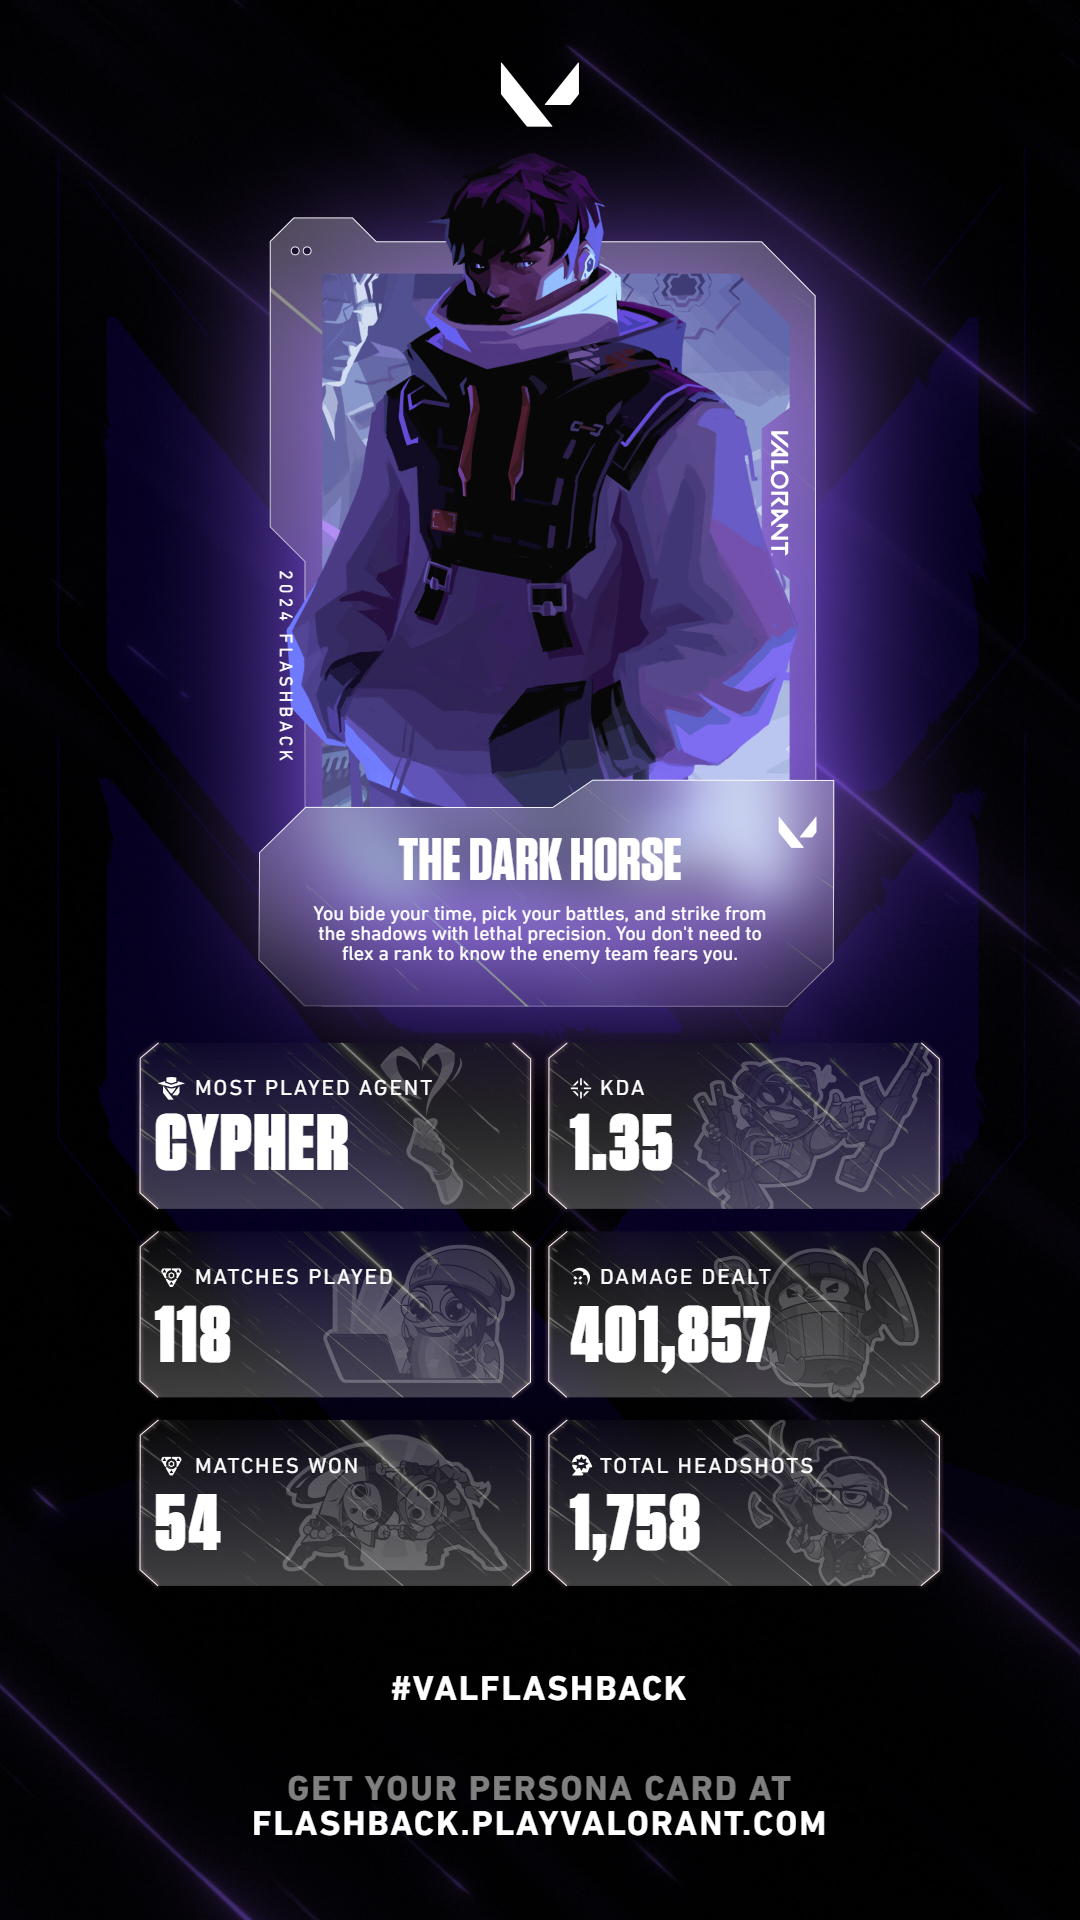 VALORANT
2024 FLASHBACK
THE DARK HORSE
You bide your time, pick your battles, and strike from
the shadows with lethal precision. You don't need to
flex a rank to know the enemy team fears you.
MOST PLAYED AGENT
CYPHER
KDA
1.35
MATCHES PLAYED
118
DAMAGE DEALT
401,857
MATCHES WON
54
TOTAL HEADSHOTS
1,758
#VALFLASHBACK
GET YOUR PERSONA CARD AT
FLASHBACK.PLAYVALORANT.COM